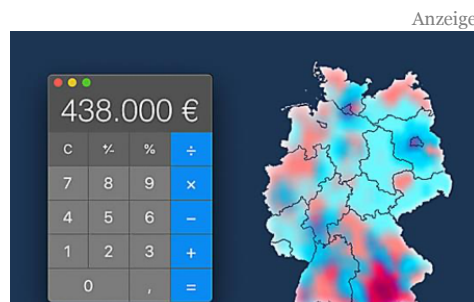 Anzeige
438.000 €
C +⁄- % ÷
7 8 9 ×
4 5 6 −
1 2 3 +
0 , =